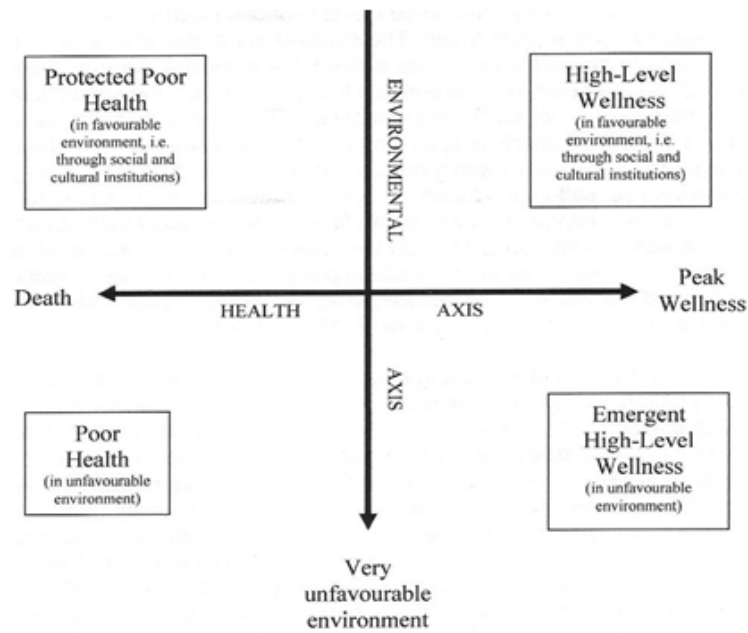 Protected Poor
Health
(in favourable
environment, i.e.
through social and
cultural institutions)
ENVIRONMENTAL
High-Level
Wellness
(in favourable
environment, i.e.
through social and
cultural institutions)
Death
HEALTH
AXIS
Peak
Wellness
AXIS
Poor
Health
(in unfavourable
environment)
Emergent
High-Level
Wellness
(in unfavourable
environment)
Very
unfavourable
environment